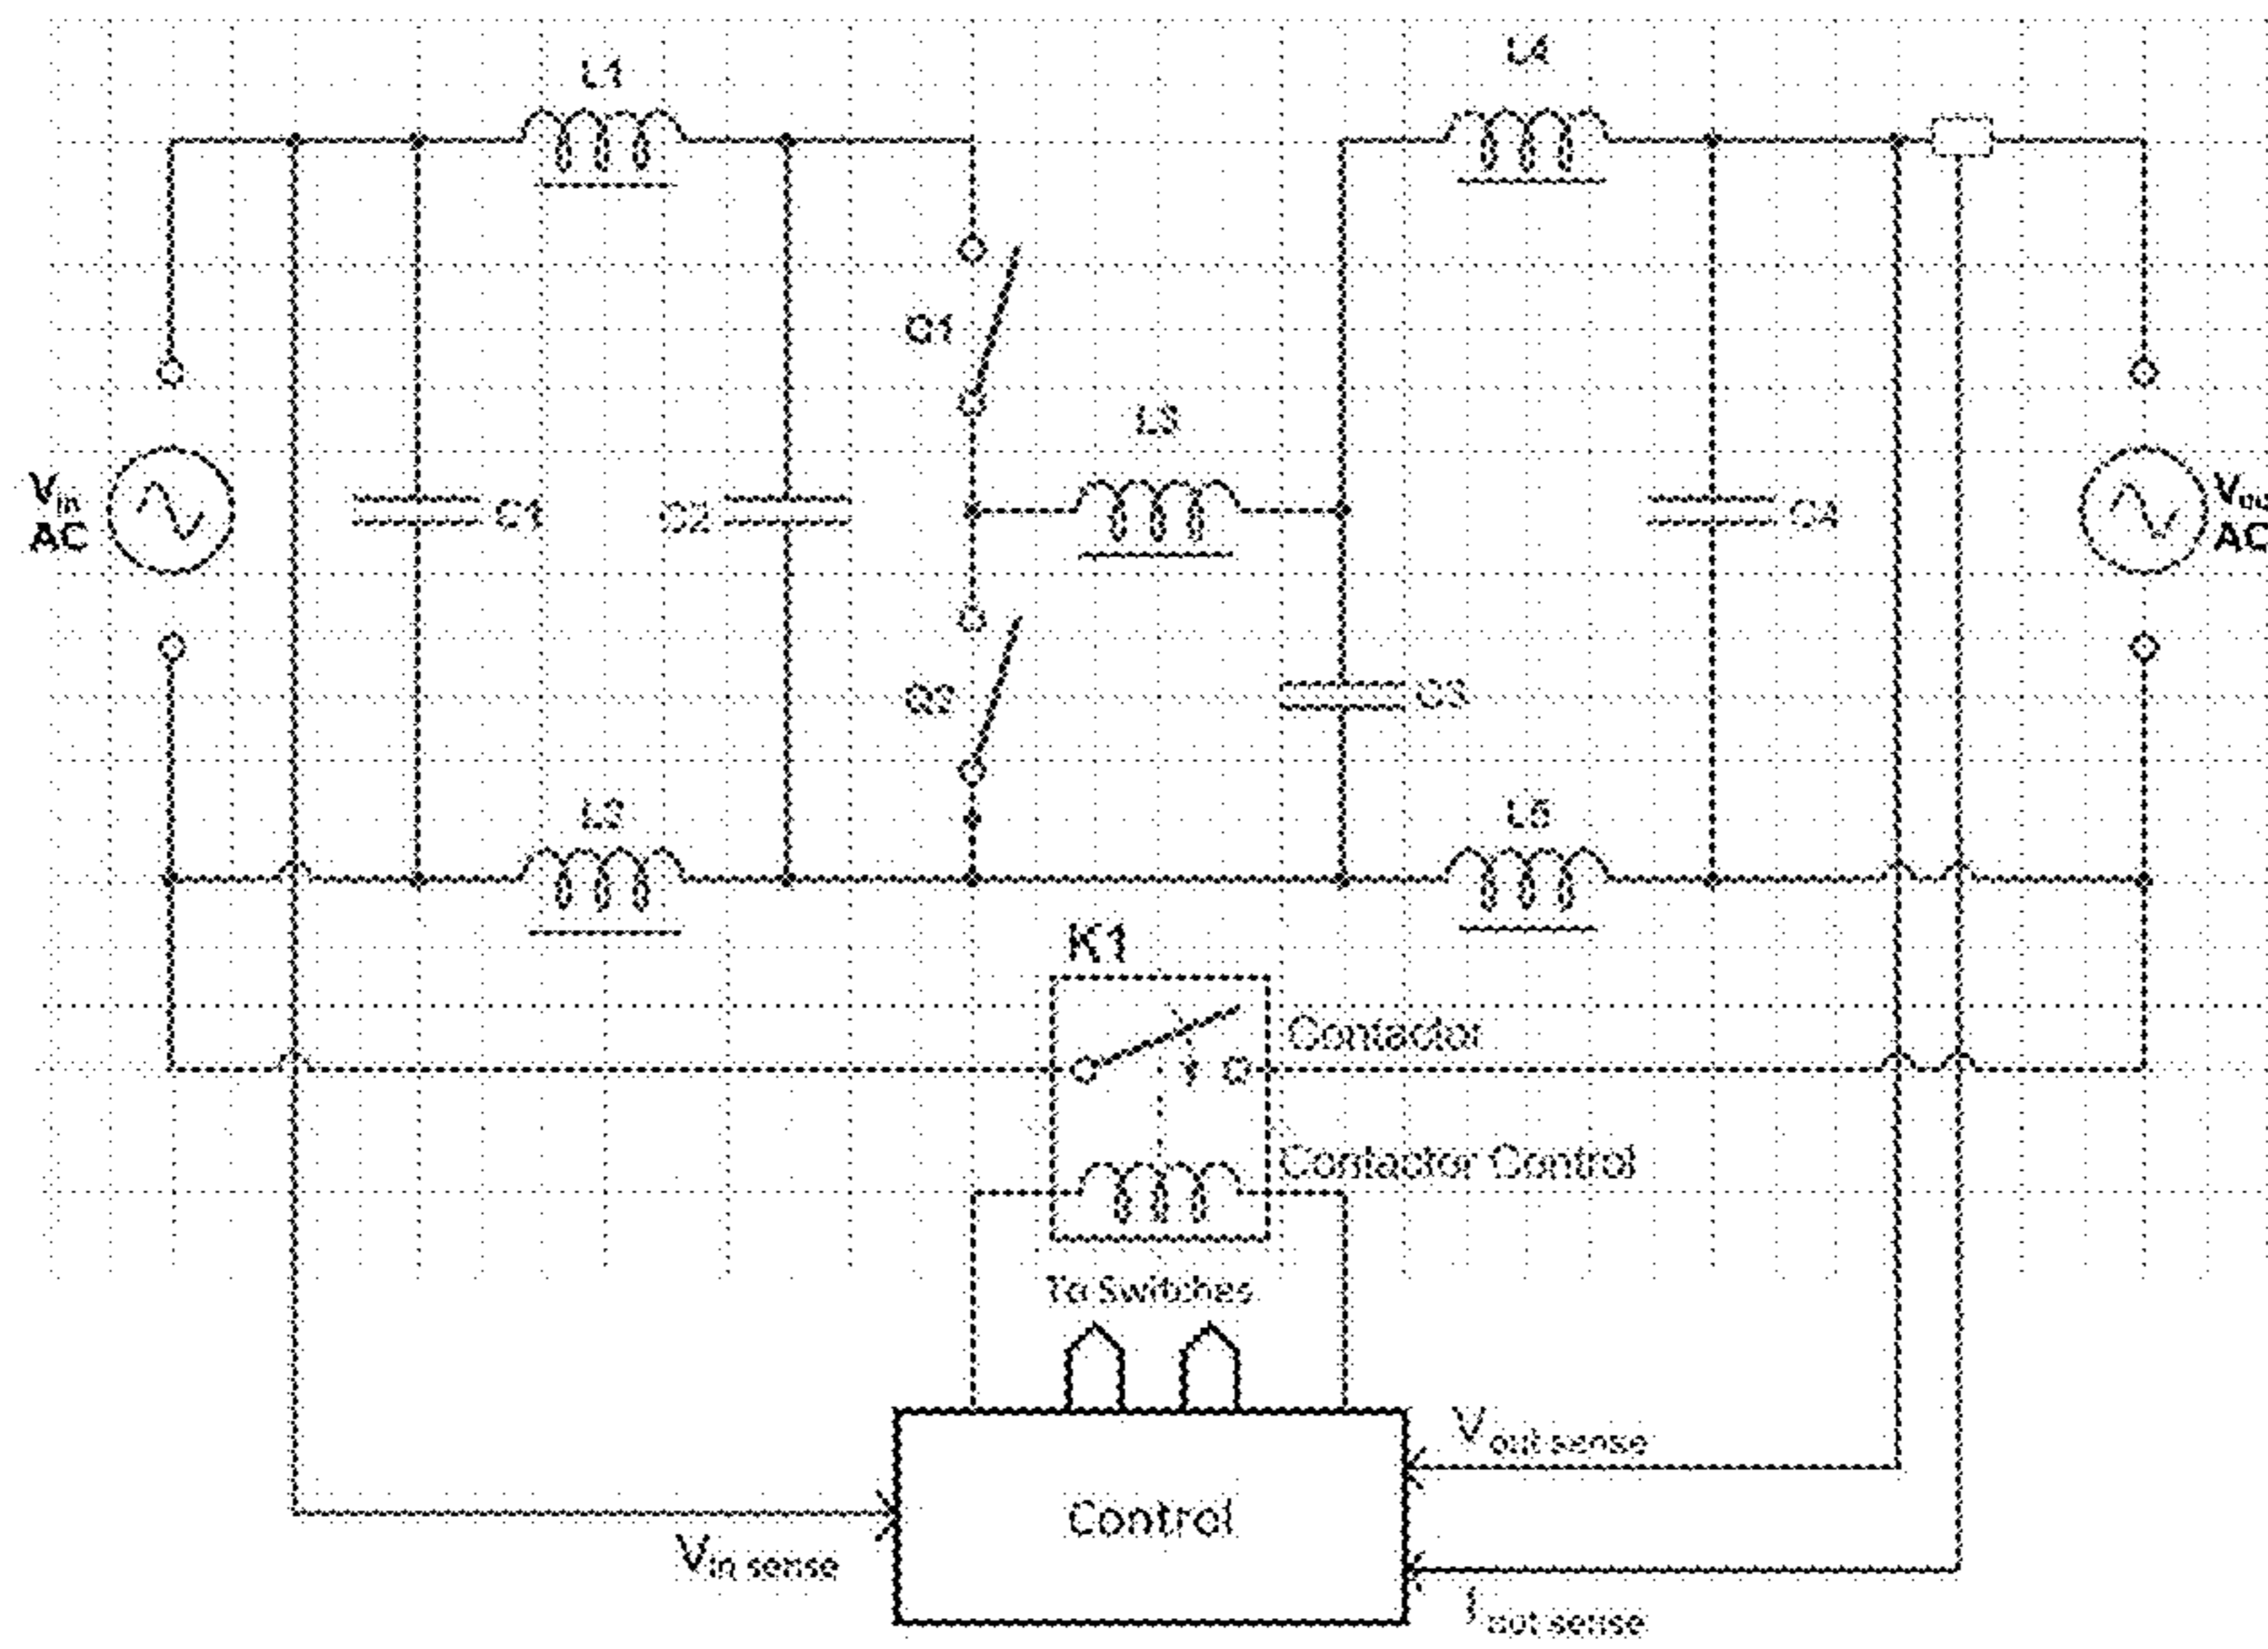 L1
L4
Q1
L3
Vin
AC
C1
C2
C4
Vout
AC
Q2
C3
L2
L5
K1
Contactor
Contactor Control
To Switches
Vout sense
Control
Vin sense
Iout sense